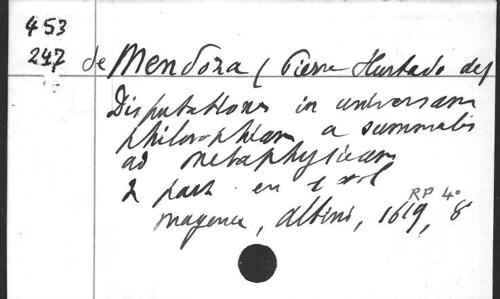 453
247 de Mendoza ( Pierre Hurtado de)
Disputationes in universam
philosophiam a summulis
ad metaphysicam
2 part. en 1 vol
RP 4°
mayence, Albini, 1619, 8